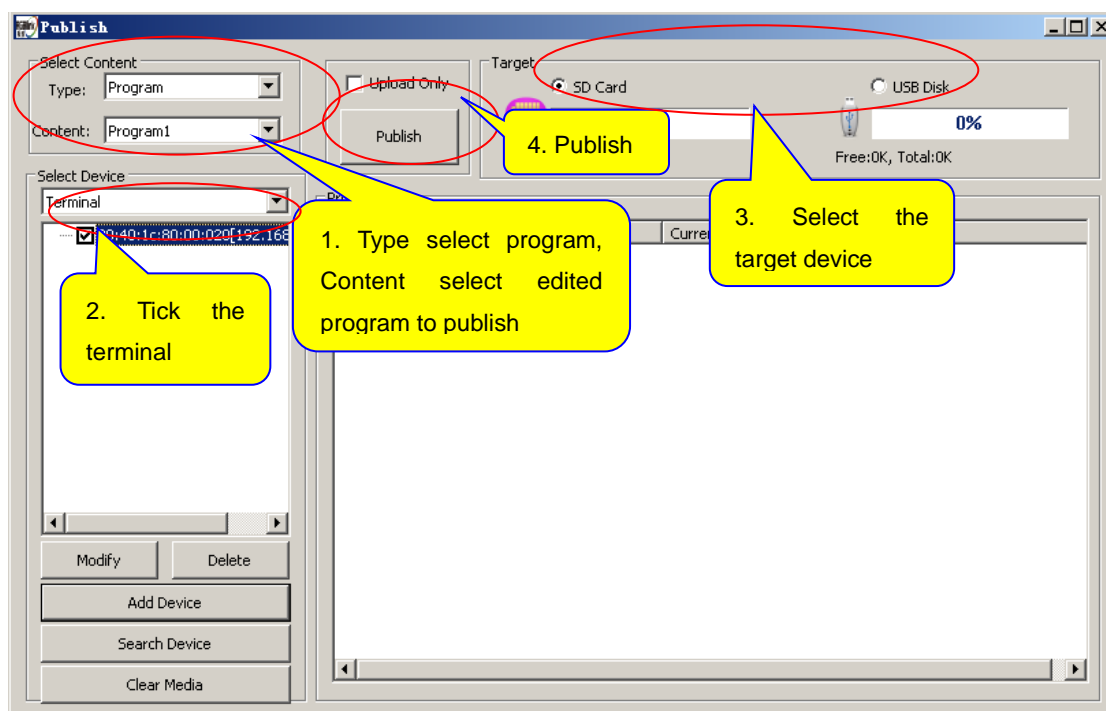 Publish
Select Content
Type: Program
Content: Program1
Upload Only
Publish
Target
SD Card
USB Disk
0%
Free:0K, Total:0K
4. Publish
3. Select the
target device
Select Device
Terminal
1. Type select program,
Content select edited
program to publish
2. Tick the
terminal
Modify
Delete
Add Device
Search Device
Clear Media